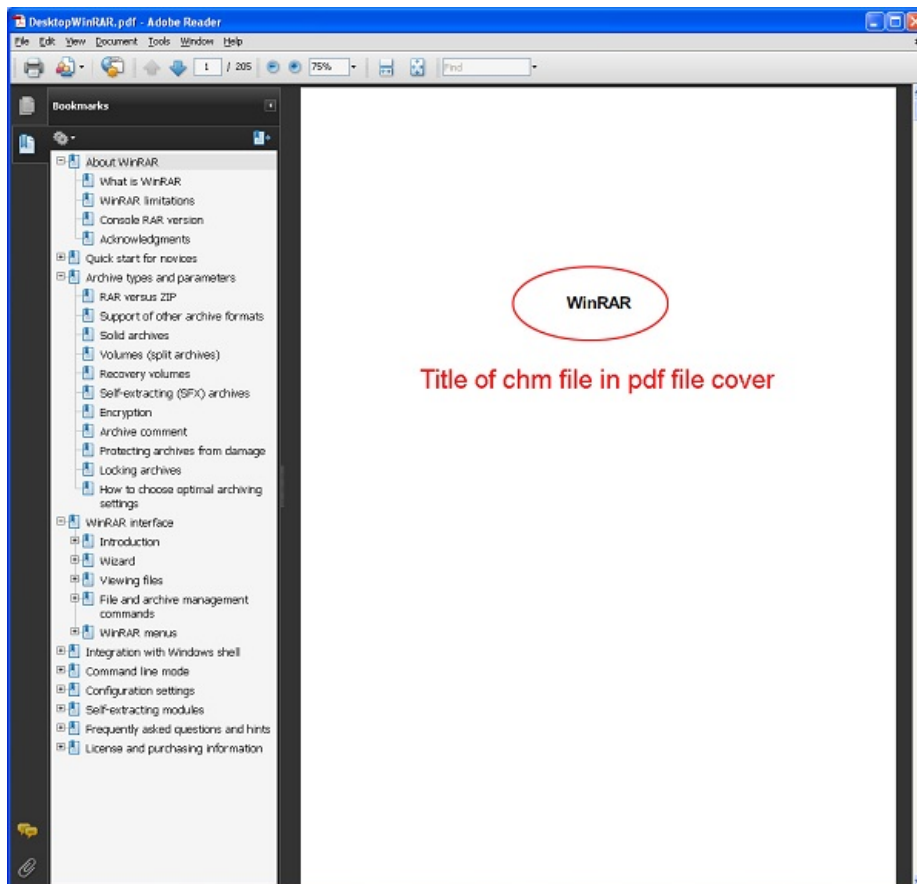 DesktopWinRAR.pdf - Adobe Reader
File Edit View Document Tools Window Help
1 / 205 75% Find
Bookmarks
About WinRAR
What is WinRAR
WinRAR limitations
Console RAR version
Acknowledgments
Quick start for novices
Archive types and parameters
RAR versus ZIP
Support of other archive formats
Solid archives
Volumes (split archives)
Recovery volumes
Self-extracting (SFX) archives
Encryption
Archive comment
Protecting archives from damage
Locking archives
How to choose optimal archiving
settings
WinRAR interface
Introduction
Wizard
Viewing files
File and archive management
commands
WinRAR menus
Integration with Windows shell
Command line mode
Configuration settings
Self-extracting modules
Frequently asked questions and hints
License and purchasing information
WinRAR
Title of chm file in pdf file cover